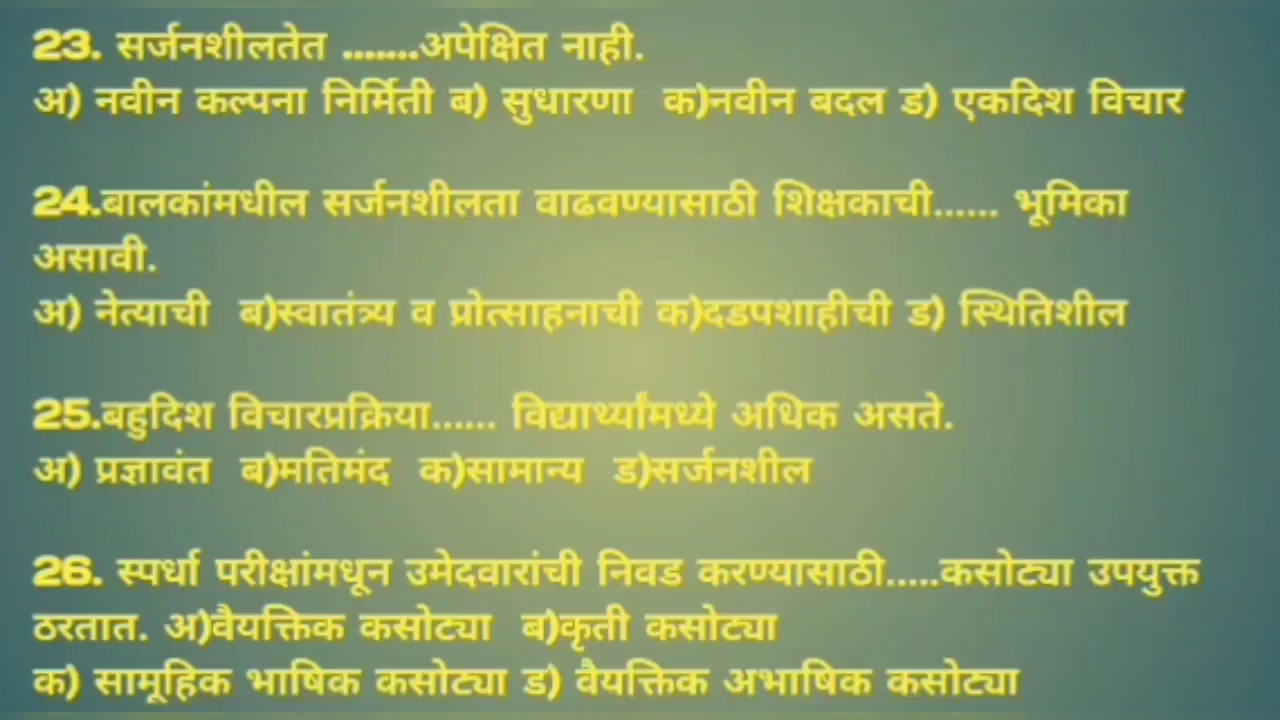 23. सर्जनशीलतेत .......अपेक्षित नाही.
अ) नवीन कल्पना निर्मिती ब) सुधारणा क)नवीन बदल ड) एकदिश विचार
24.बालकांमधील सर्जनशीलता वाढवण्यासाठी शिक्षकाची...... भूमिका
असावी.
अ) नेत्याची ब)स्वातंत्र्य व प्रोत्साहनाची क)दडपशाहीची ड) स्थितिशील
25.बहुदिश विचारप्रक्रिया...... विद्यार्थ्यांमध्ये अधिक असते.
अ) प्रज्ञावंत ब)मतिमंद क)सामान्य ड)सर्जनशील
26. स्पर्धा परीक्षांमधून उमेदवारांची निवड करण्यासाठी.....कसोट्या उपयुक्त
ठरतात. अ)वैयक्तिक कसोट्या ब)कृती कसोट्या
क) सामूहिक भाषिक कसोट्या ड) वैयक्तिक अभाषिक कसोट्या